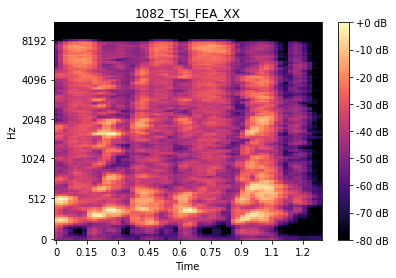 1082_TSI_FEA_XX
+0 dB
8192
-10 dB
4096
-20 dB
-30 dB
2048
Hz
-40 dB
1024
-50 dB
512
-60 dB
-70 dB
0
-80 dB
0 0.15 0.3 0.45 0.6 0.75 0.9 1.1 1.2
Time